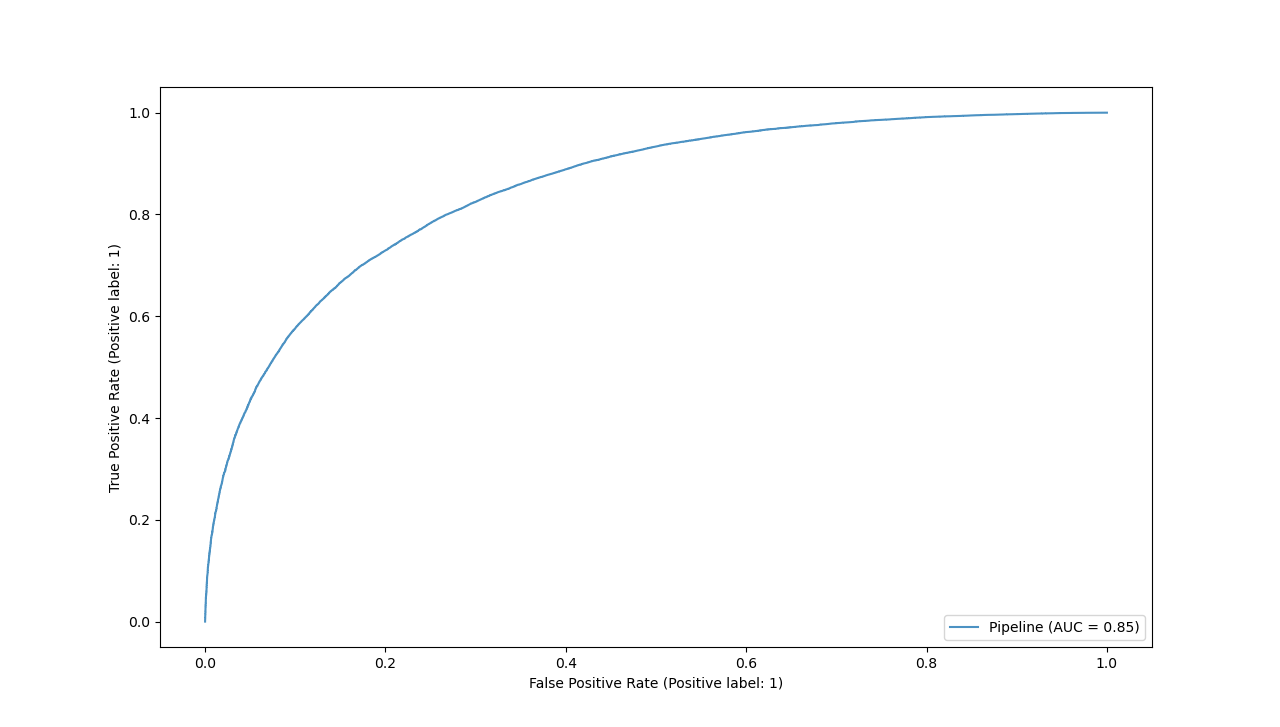 1.0
0.8
0.6
0.4
0.2
0.0
True Positive Rate (Positive label: 1)
Pipeline (AUC = 0.85)
0.0 0.2 0.4 0.6 0.8 1.0
False Positive Rate (Positive label: 1)